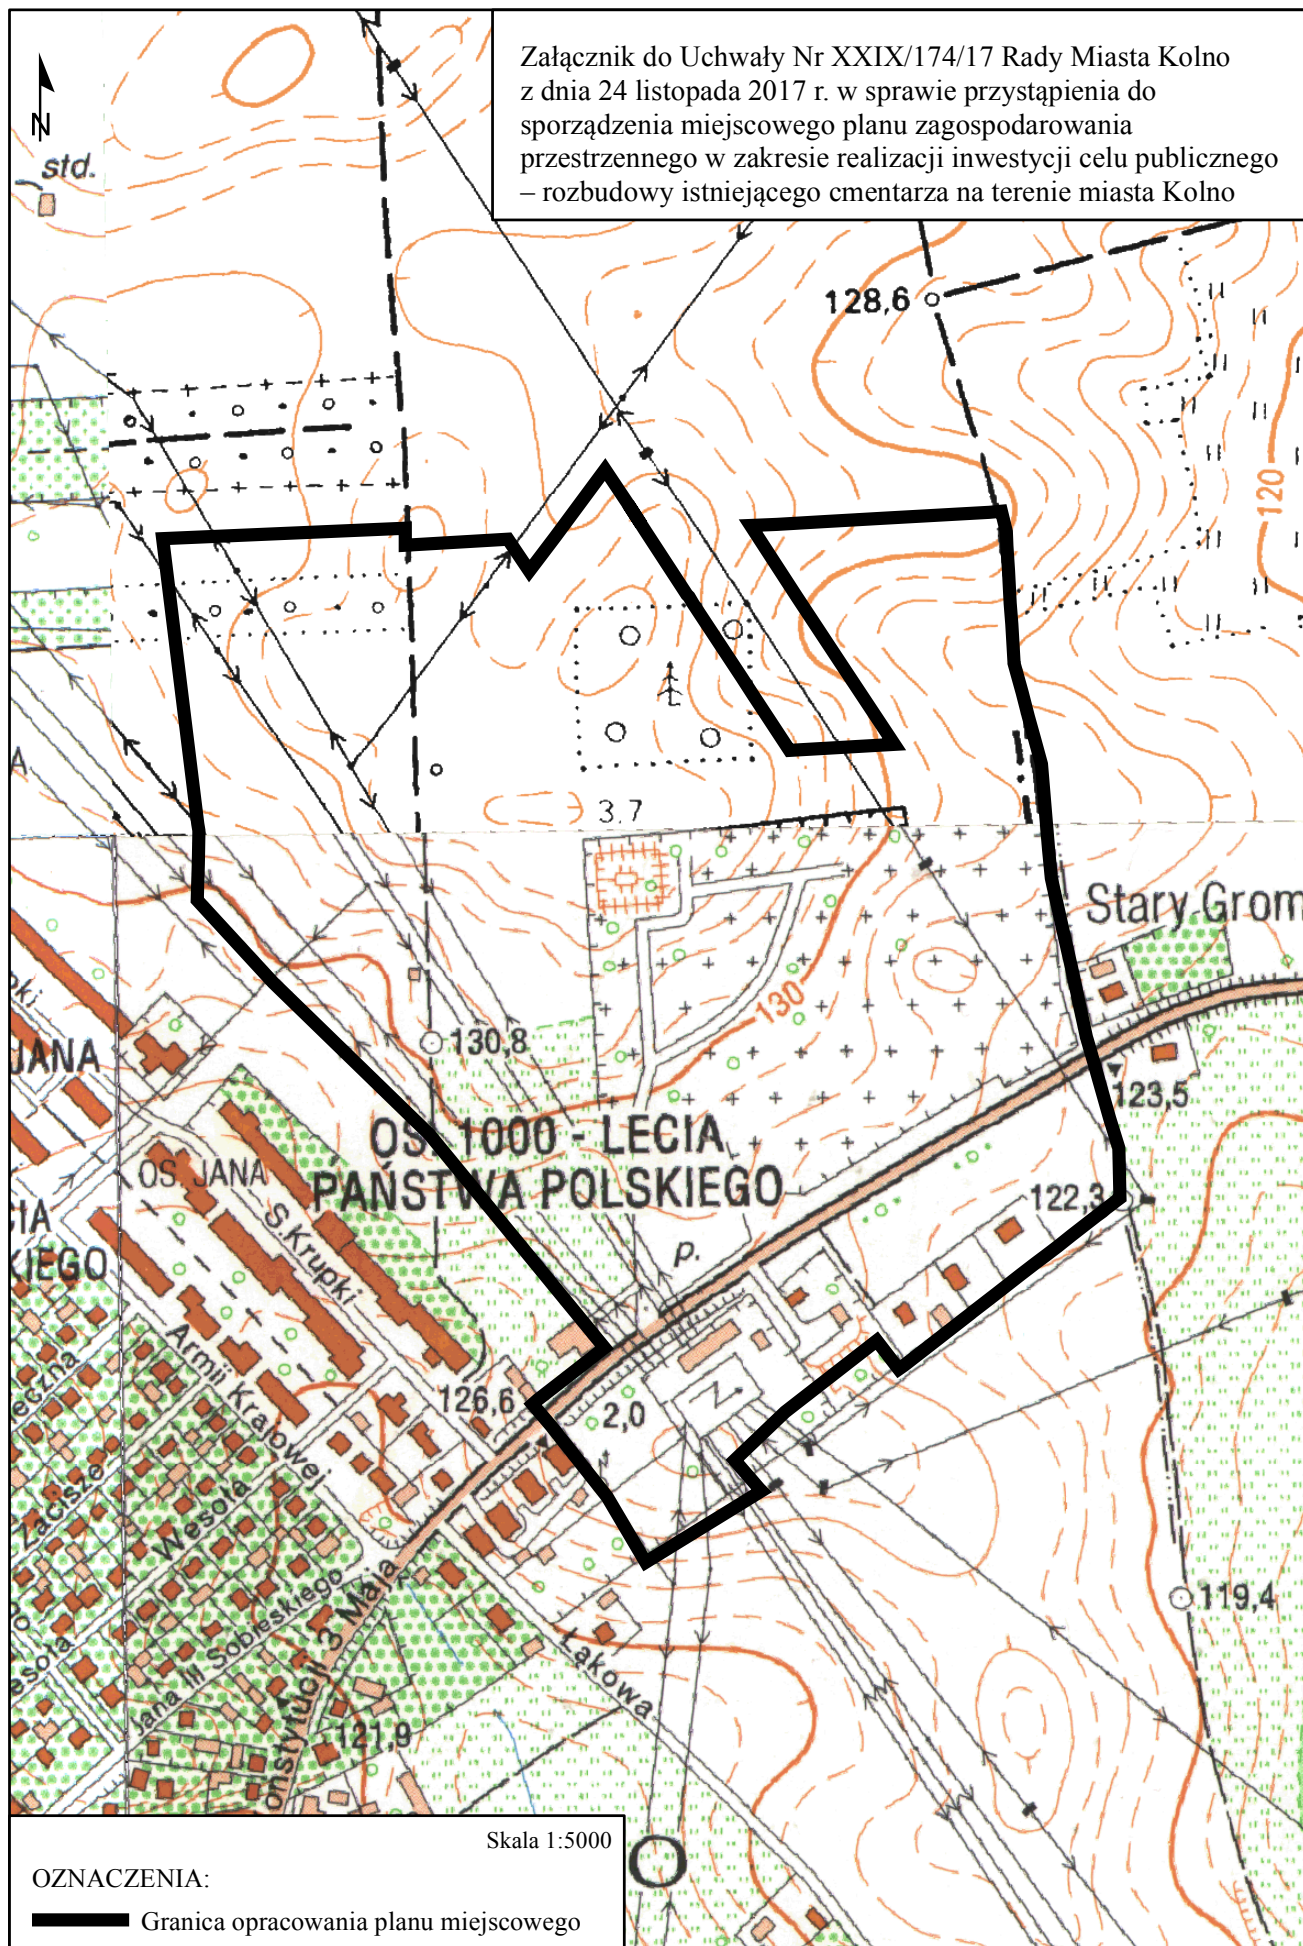 Załącznik do Uchwały Nr XXIX/174/17 Rady Miasta Kolno
z dnia 24 listopada 2017 r. w sprawie przystąpienia do
sporządzenia miejscowego planu zagospodarowania
przestrzennego w zakresie realizacji inwestycji celu publicznego
– rozbudowy istniejącego cmentarza na terenie miasta Kolno
N
std.
128,6
120
A
3.7
Stary Grom
130
130,8
JANA
123,5
OS. 1000 - LECIA
PAŃSTWA POLSKIEGO
OS. JANA
122,3
S. Krupki
p.
KIEGO
Armii Krajowej
126,6
2,0
Zacisze
Wesoła
119,4
Jana III Sobieskiego
3 Maja
Łąkowa
121,9
O
Skala 1:5000
OZNACZENIA:
Granica opracowania planu miejscowego